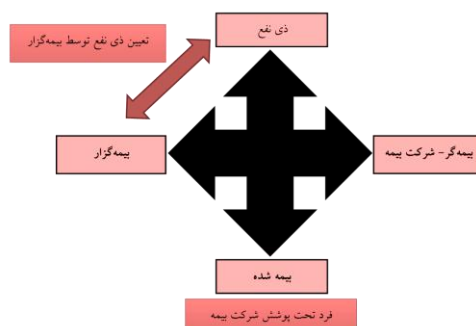 ذی نفع
تعیین ذی نفع توسط بیمه‌گزار
بیمه‌گر- شرکت بیمه
بیمه‌گزار
بیمه شده
فرد تحت پوشش شرکت بیمه